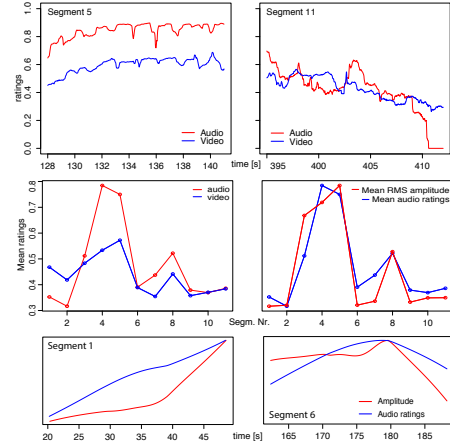 Segment 5
ratings
0.0 0.2 0.4 0.6 0.8 1.0
Audio
Video
128 130 132 134 136 138 140
Segment 11
Audio
Video
395 400 405 410
time [s]
audio
video
Mean ratings
0.3 0.4 0.5 0.6 0.7 0.8
2 4 6 8 10
Mean RMS amplitude
Mean audio ratings
2 4 6 8 10
Segm. Nr.
Segment 1
20 25 30 35 40 45
Segment 6
Amplitude
Audio ratings
165 170 175 180 185
time [s]